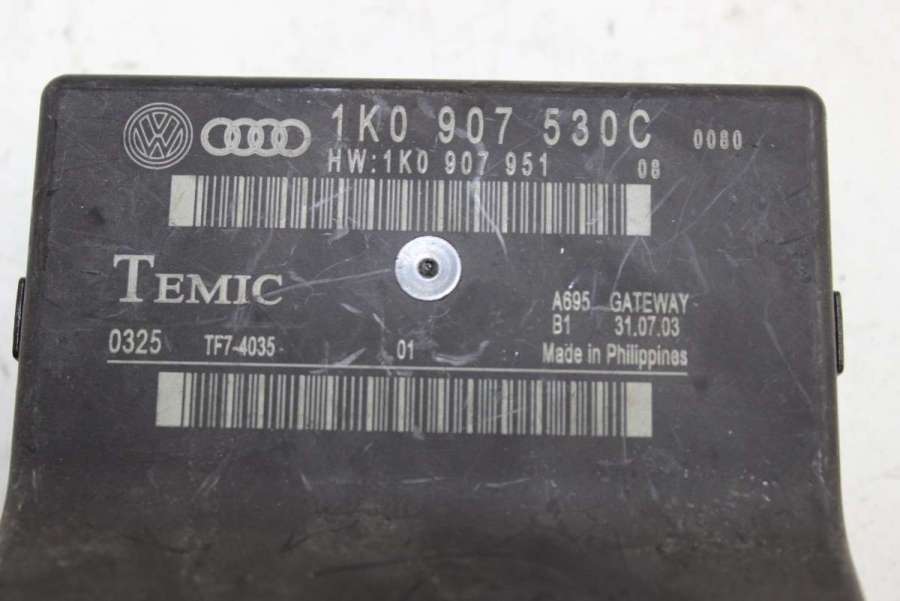 1K0 907 530C 0080
HW:1K0 907 951 08
TEMIC
A695 GATEWAY
B1 31.07.03
0325 TF7-4035 01 Made in Philippines